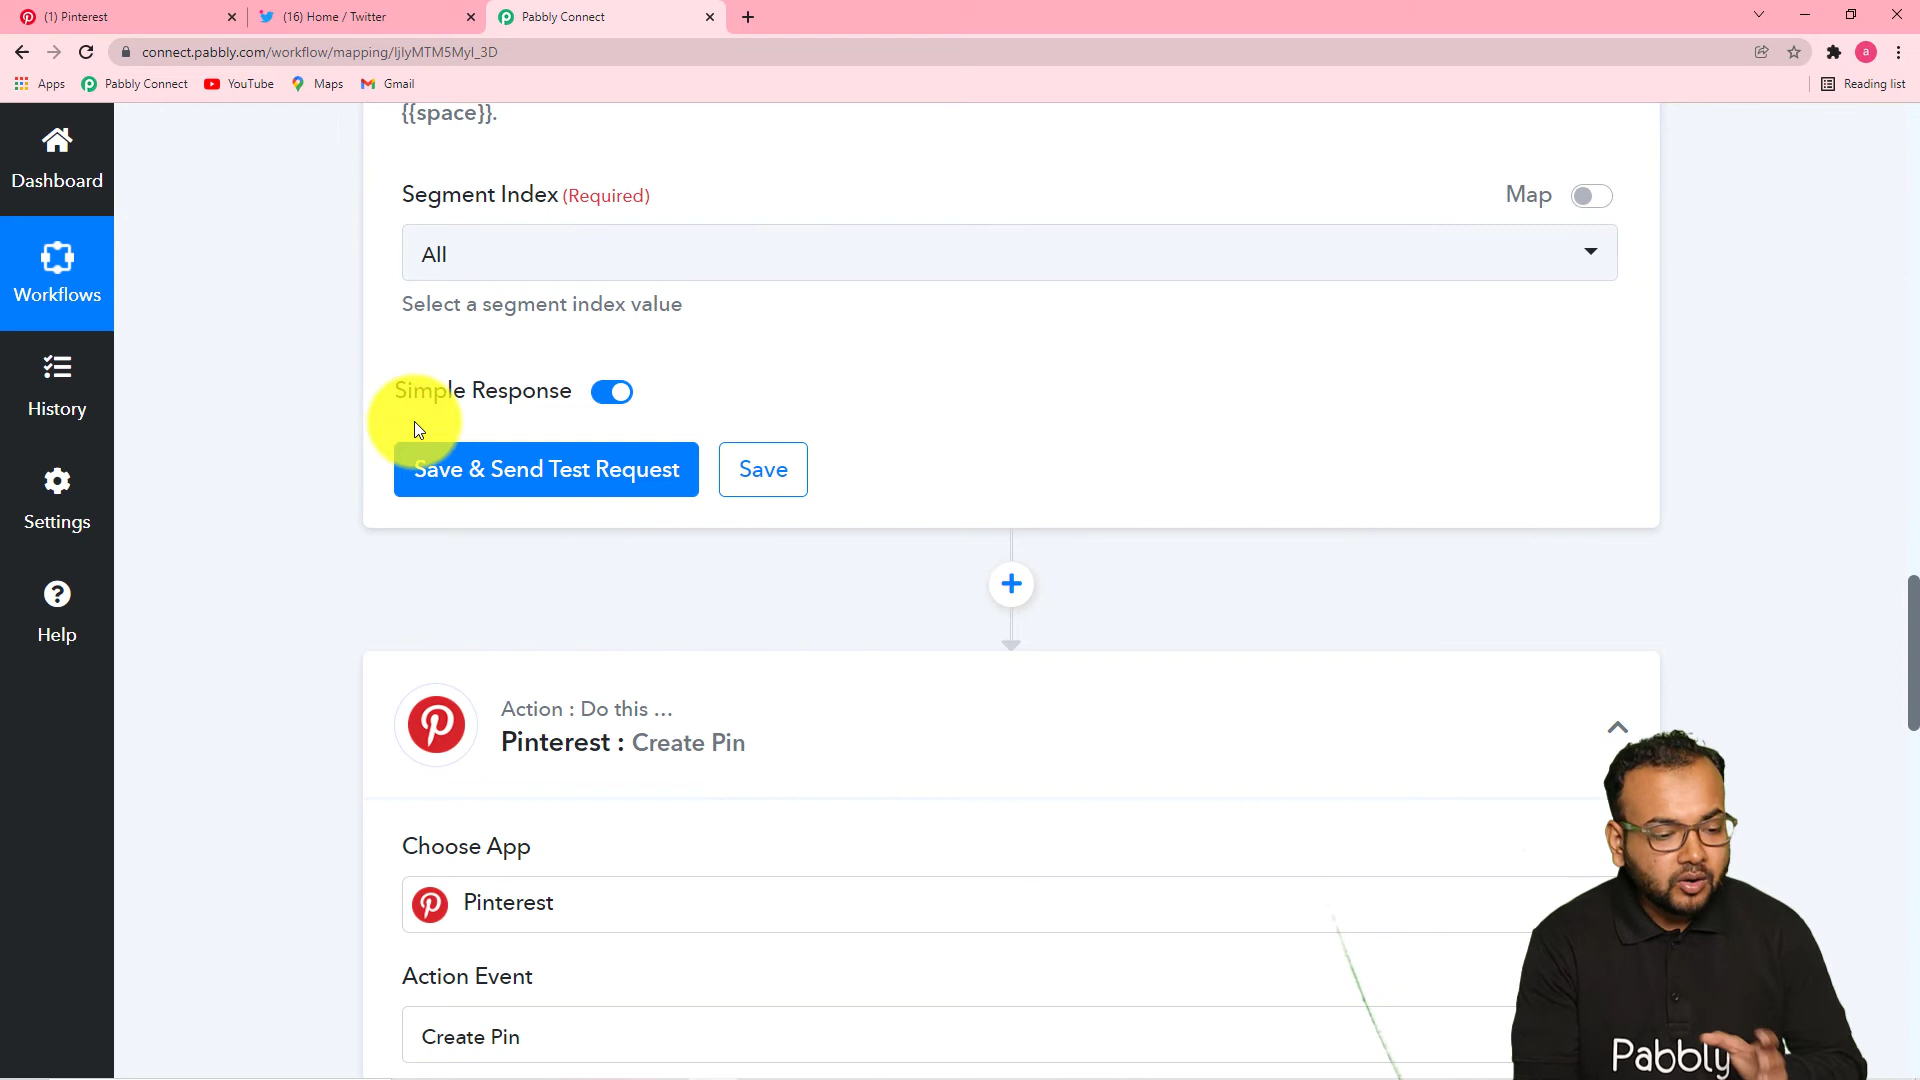 (1) Pinterest
(16) Home / Twitter
Pabbly Connect
connect.pabbly.com/workflow/mapping/IjIyMTM5MyI_3D
Apps
Pabbly Connect
YouTube
Maps
Gmail
Reading list
Dashboard
Workflows
History
Settings
Help
{{space}}.
Segment Index (Required)
Map
All
Select a segment index value
Simple Response
Save & Send Test Request
Save
Action : Do this ...
Pinterest : Create Pin
Choose App
Pinterest
Action Event
Create Pin
Pabbly